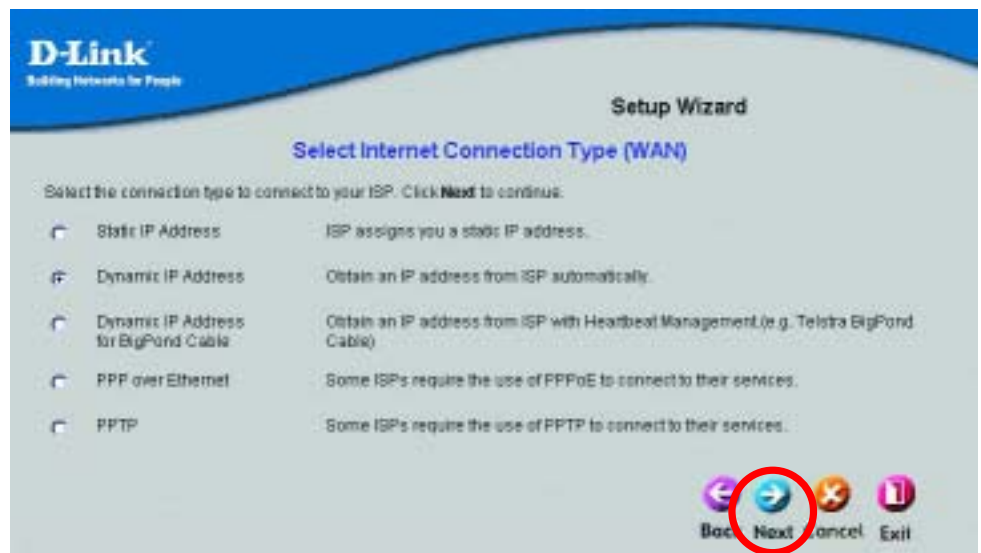 D-Link
Building Networks for People
Setup Wizard
Select Internet Connection Type (WAN)
Select the connection type to connect to your ISP. Click Next to continue.
Static IP Address
ISP assigns you a static IP address.
Dynamic IP Address
Obtain an IP address from ISP automatically.
Dynamic IP Address
for BigPond Cable
Obtain an IP address from ISP with Heartbeat Management.(e.g. Telstra BigPond
Cable)
PPP over Ethernet
Some ISPs require the use of PPPoE to connect to their services.
PPTP
Some ISPs require the use of PPTP to connect to their services.
Back Next Cancel Exit